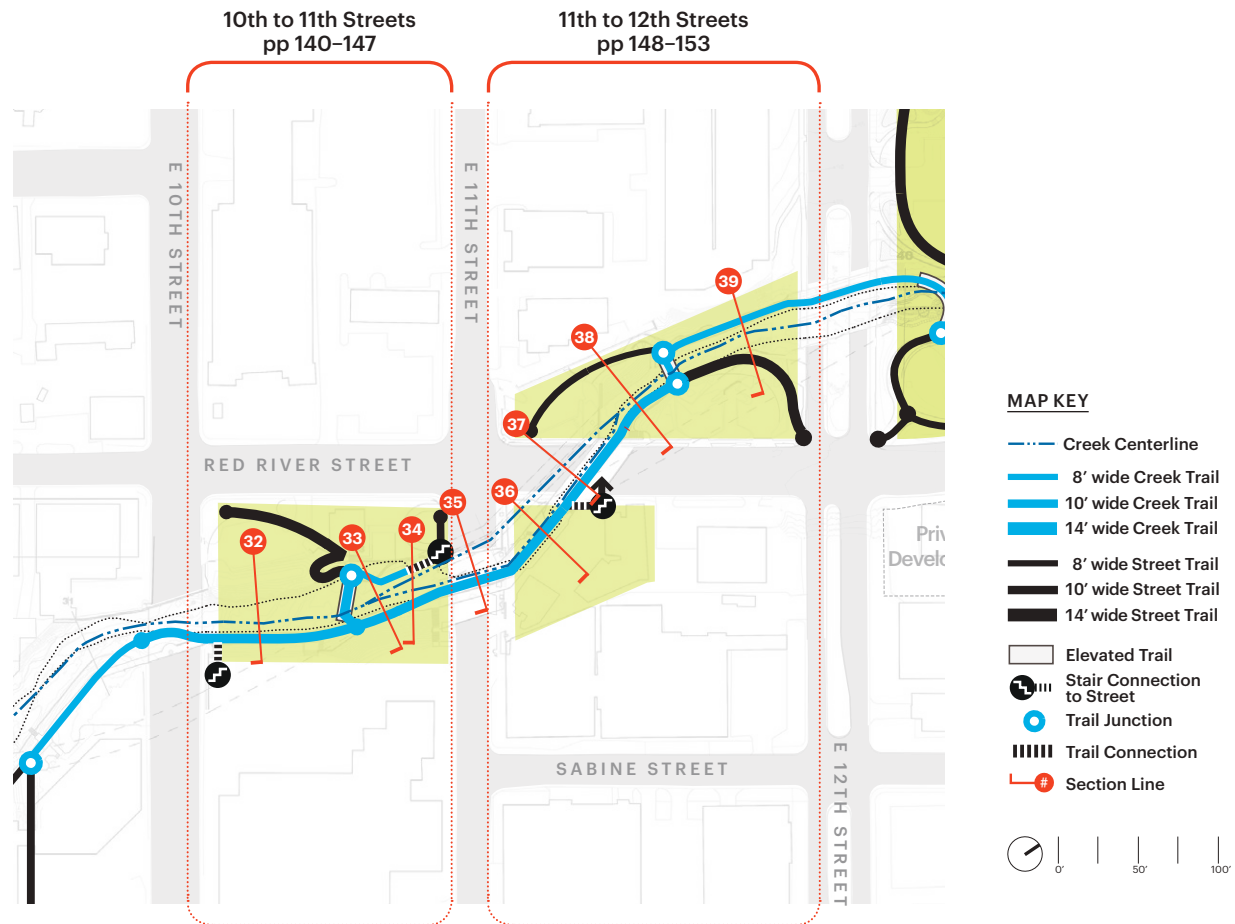 10th to 11th Streets
pp 140–147
11th to 12th Streets
pp 148–153
E 10TH STREET
E 11TH STREET
39
38
37
RED RIVER STREET
36
35
34
33
32
Priv
Develo
SABINE STREET
E 12TH STREET
MAP KEY
Creek Centerline
8’ wide Creek Trail
10’ wide Creek Trail
14’ wide Creek Trail
8’ wide Street Trail
10’ wide Street Trail
14’ wide Street Trail
Elevated Trail
Stair Connection
to Street
Trail Junction
Trail Connection
# Section Line
0’ 50’ 100’